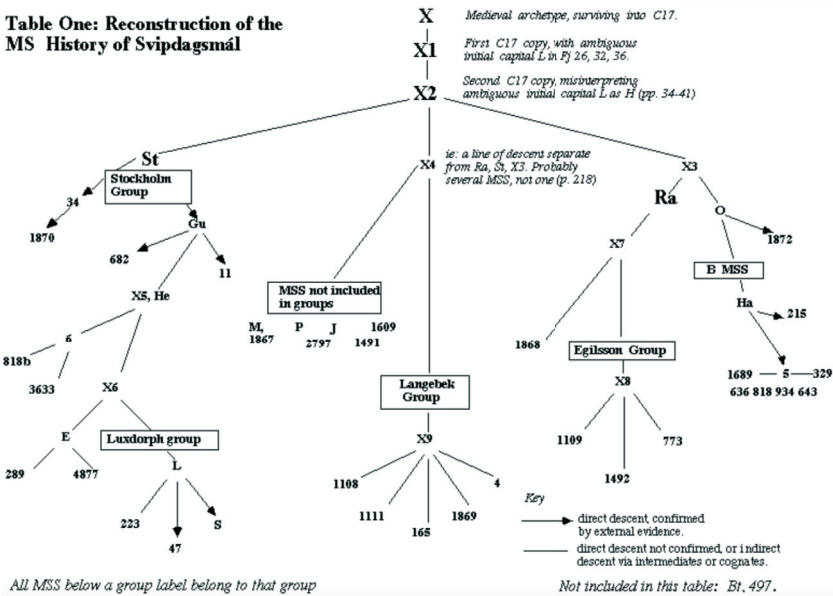 Table One: Reconstruction of the
MS History of Svipdagsmál
X
Medieval archetype, surviving into C17.
X1
First C17 copy, with ambiguous
initial capital L in Fj 26, 32, 36.
X2
Second C17 copy, misinterpreting
ambiguous initial capital L as H (pp. 34-41)
St
Stockholm
Group
34
1870
Gu
682
11
X5, He
6
818b
3633
X6
E
289
4877
Luxdorph group
L
223
47
S
X4
ie: a line of descent separate
from Ra, St, X3. Probably
several MSS, not one (p. 218)
MSS not included
in groups
M, P J 1609
1867 2797 1491
Langebek
Group
X9
1108
1111
165
1869
4
X3
Ra
X7
1868
Egilsson Group
X8
1109
1492
773
O
1872
B MSS
Ha
215
1689 5 329
636 818 934 643
Key
direct descent, confirmed
by external evidence.
direct descent not confirmed, or indirect
descent via intermediates or cognates.
All MSS below a group label belong to that group
Not included in this table: Bt, 497.